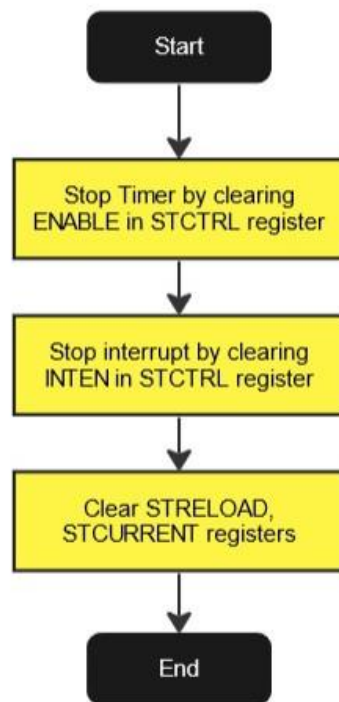 Start
Stop Timer by clearing
ENABLE in STCTRL register
Stop interrupt by clearing
INTEN in STCTRL register
Clear STRELOAD,
STCURRENT registers
End